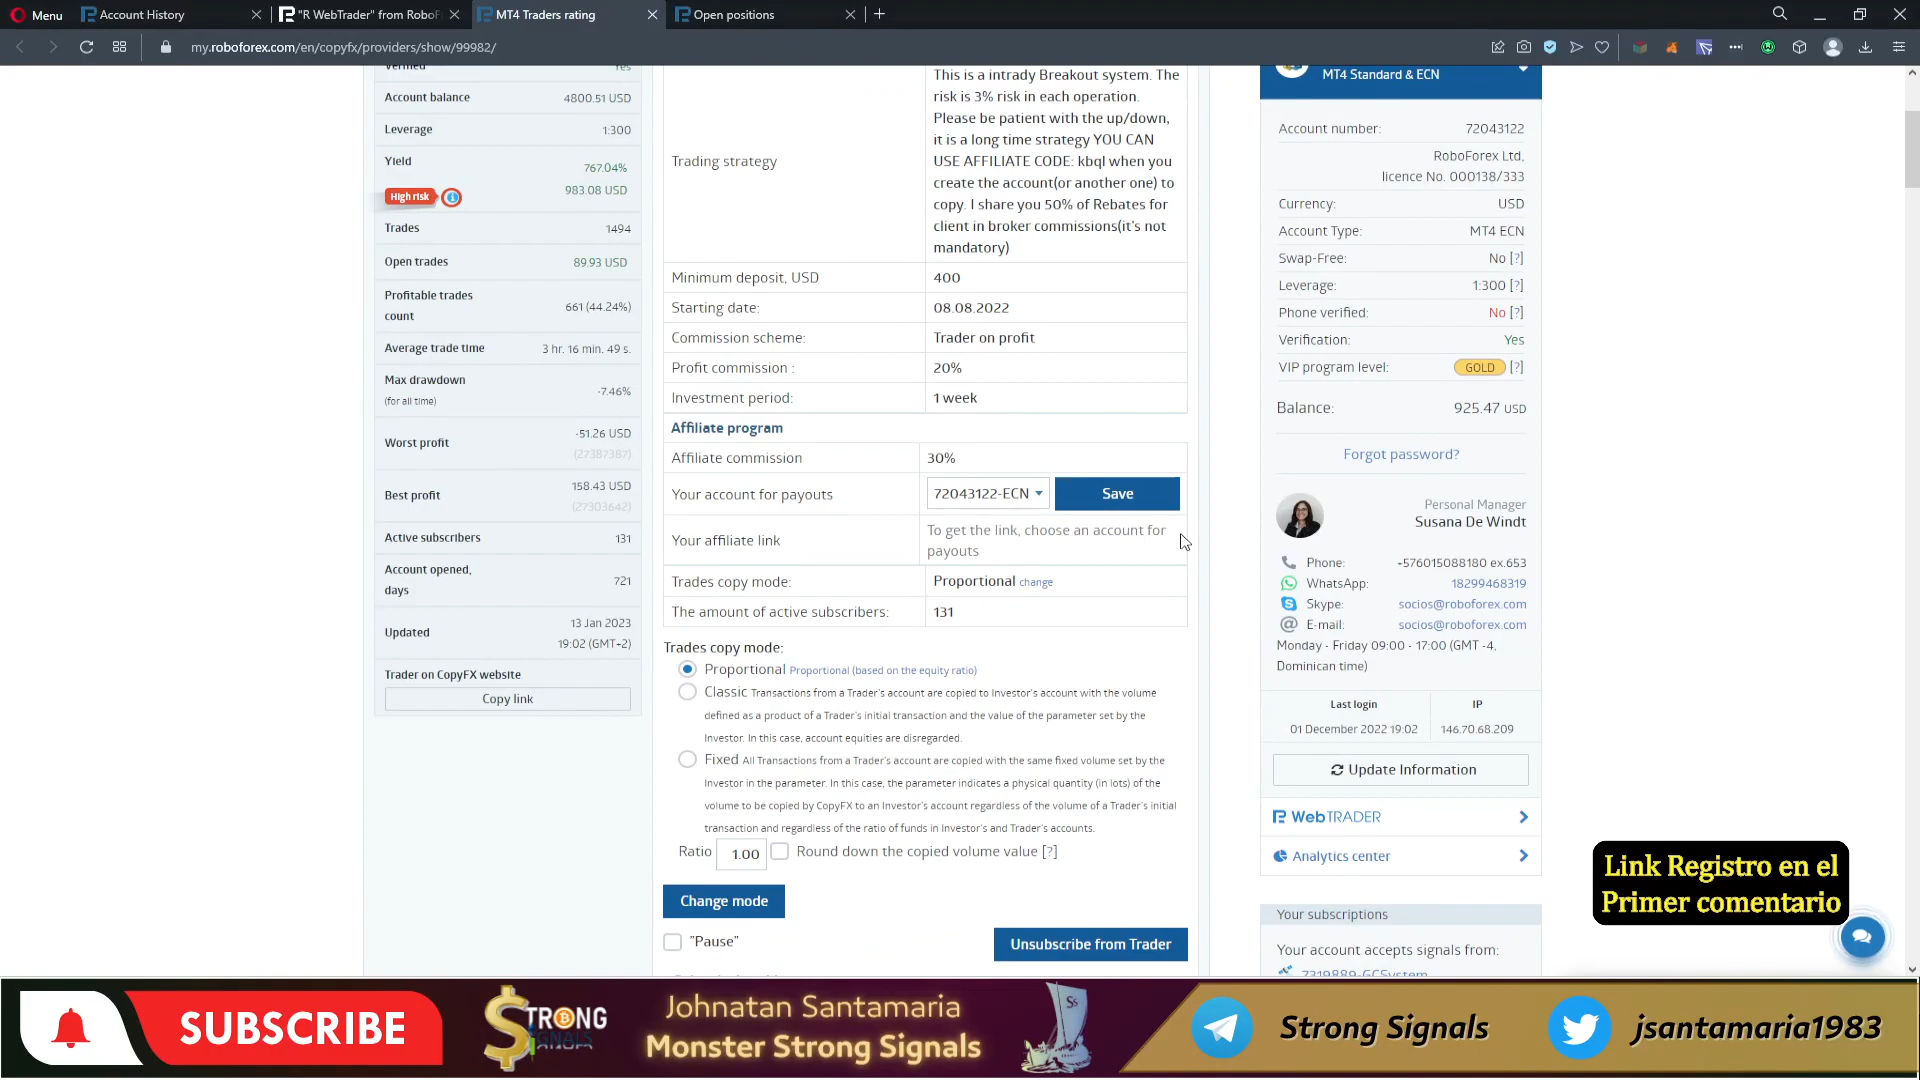 Menu
Account History
"R WebTrader" from RoboF
MT4 Traders rating
Open positions
my.roboforex.com/en/copyfx/providers/show/99982/
Verified Yes
Account balance 4800.51 USD
Leverage 1:300
Yield 767.04%
High risk 983.08 USD
Trades 1494
Open trades 89.93 USD
Profitable trades count 661 (44.24%)
Average trade time 3 hr. 16 min. 49 s.
Max drawdown (for all time) -7.46%
Worst profit -51.26 USD
(27387387)
Best profit 158.43 USD
(27303642)
Active subscribers 131
Account opened, days 721
Updated 13 Jan 2023
19:02 (GMT+2)
Trader on CopyFX website
Copy link
Trading strategy
This is a intrady Breakout system. The
risk is 3% risk in each operation.
Please be patient with the up/down,
it is a long time strategy YOU CAN
USE AFFILIATE CODE: kbql when you
create the account(or another one) to
copy. I share you 50% of Rebates for
client in broker commissions(it's not
mandatory)
Minimum deposit, USD 400
Starting date: 08.08.2022
Commission scheme: Trader on profit
Profit commission : 20%
Investment period: 1 week
Affiliate program
Affiliate commission 30%
Your account for payouts 72043122-ECN Save
Your affiliate link To get the link, choose an account for
payouts
Trades copy mode: Proportional change
The amount of active subscribers: 131
Trades copy mode:
Proportional Proportional (based on the equity ratio)
Classic Transactions from a Trader's account are copied to Investor's account with the volume
defined as a product of a Trader's initial transaction and the value of the parameter set by the
Investor. In this case, account equities are disregarded.
Fixed All Transactions from a Trader's account are copied with the same fixed volume set by the
Investor in the parameter. In this case, the parameter indicates a physical quantity (in lots) of the
volume to be copied by CopyFX to an Investor's account regardless of the volume of a Trader's initial
transaction and regardless of the ratio of funds in Investor's and Trader's accounts.
Ratio 1.00 Round down the copied volume value [?]
Change mode
"Pause" Unsubscribe from Trader
MT4 Standard & ECN
Account number: 72043122
RoboForex Ltd,
licence No. 000138/333
Currency: USD
Account Type: MT4 ECN
Swap-Free: No [?]
Leverage: 1:300 [?]
Phone verified: No [?]
Verification: Yes
VIP program level: GOLD [?]
Balance: 925.47 USD
Forgot password?
Personal Manager
Susana De Windt
Phone: +576015088180 ex.653
WhatsApp: 18299468319
Skype: socios@roboforex.com
E-mail: socios@roboforex.com
Monday - Friday 09:00 - 17:00 (GMT -4,
Dominican time)
Last login IP
01 December 2022 19:02 146.70.68.209
Update Information
WebTRADER
Analytics center
Your subscriptions
Your account accepts signals from:
7319889-GCSystem
Link Registro en el
Primer comentario
SUBSCRIBE
STRONG
SIGNALS
Johnatan Santamaria
Monster Strong Signals
Ss
Strong Signals
jsantamaria1983